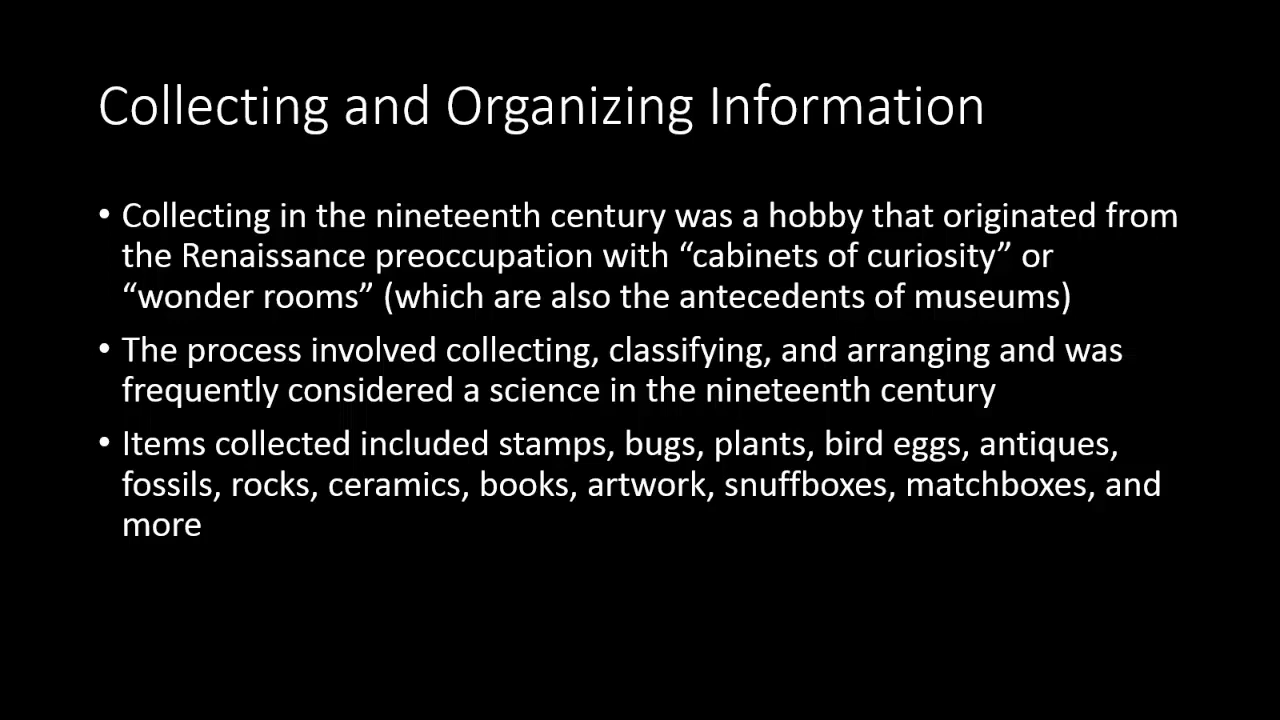 Collecting and Organizing Information
• Collecting in the nineteenth century was a hobby that originated from
the Renaissance preoccupation with “cabinets of curiosity” or
“wonder rooms” (which are also the antecedents of museums)
• The process involved collecting, classifying, and arranging and was
frequently considered a science in the nineteenth century
• Items collected included stamps, bugs, plants, bird eggs, antiques,
fossils, rocks, ceramics, books, artwork, snuffboxes, matchboxes, and
more